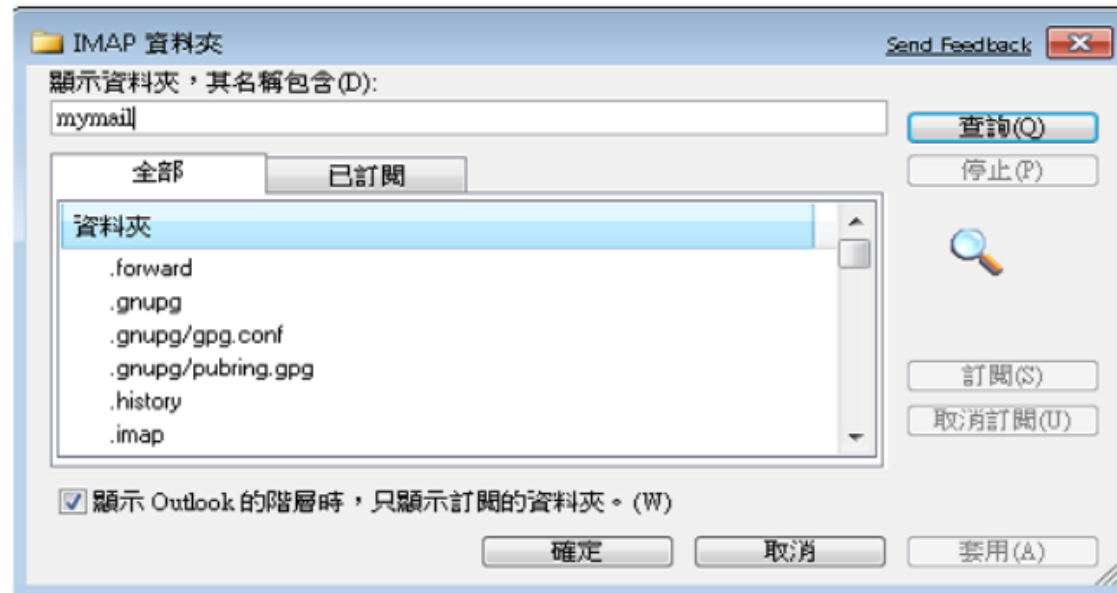 IMAP 資料夾
Send Feedback
顯示資料夾，其名稱包含(D):
mymail
查詢(Q)
停止(P)
全部
已訂閱
資料夾
.forward
.gnupg
.gnupg/gpg.conf
.gnupg/pubring.gpg
.history
.imap
訂閱(S)
取消訂閱(U)
顯示 Outlook 的階層時，只顯示訂閱的資料夾。(W)
確定
取消
套用(A)